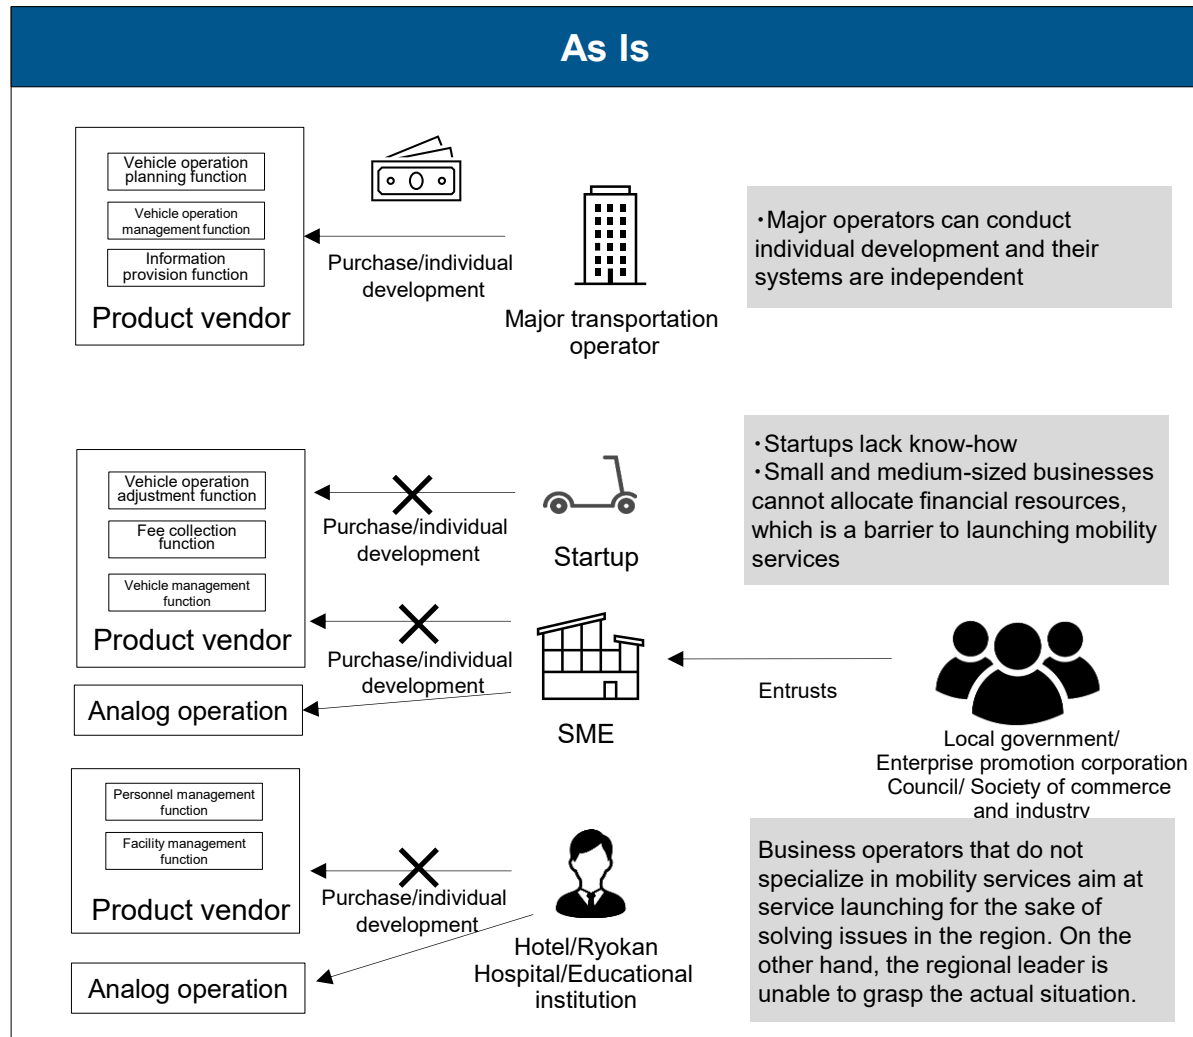 As Is
Vehicle operation
planning function
Vehicle operation
management function
Information
provision function
Product vendor
Purchase/individual
development
Major transportation
operator
・Major operators can conduct
individual development and their
systems are independent
Vehicle operation
adjustment function
Fee collection
function
Vehicle management
function
Product vendor
Purchase/individual
development
Startup
・Startups lack know-how
・Small and medium-sized businesses
cannot allocate financial resources,
which is a barrier to launching mobility
services
Purchase/individual
development
SME
Entrusts
Local government/
Enterprise promotion corporation
Council/ Society of commerce
and industry
Analog operation
Personnel management
function
Facility management
function
Product vendor
Purchase/individual
development
Hotel/Ryokan
Hospital/Educational
institution
Business operators that do not
specialize in mobility services aim at
service launching for the sake of
solving issues in the region. On the
other hand, the regional leader is
unable to grasp the actual situation.
Analog operation